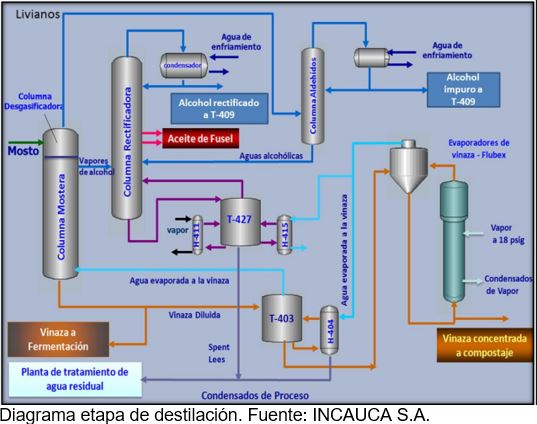 Livianos
Agua de
enfriamiento
condensador
Alcohol rectificado
a T-409
Columna Rectificadora
Columna Aldehidos
Agua de
enfriamiento
Alcohol
impuro a
T-409
Columna
Desgasificadora
Mosto
Vapores
de alcohol
Aceite de Fusel
Aguas alcohólicas
Evaporadores de
vinaza - Flubex
Columna Mostera
vapor
H-411
T-427
H-415
Agua evaporada a la vinaza
Vapor
a 18 psig
Condensados
de Vapor
Agua evaporada a la vinaza
T-403
H-404
Vinaza Diluida
Vinaza a
Fermentación
Spent
Lees
Vinaza concentrada
a compostaje
Planta de tratamiento de
agua residual
Condensados de Proceso
Diagrama etapa de destilación. Fuente: INCAUCA S.A.